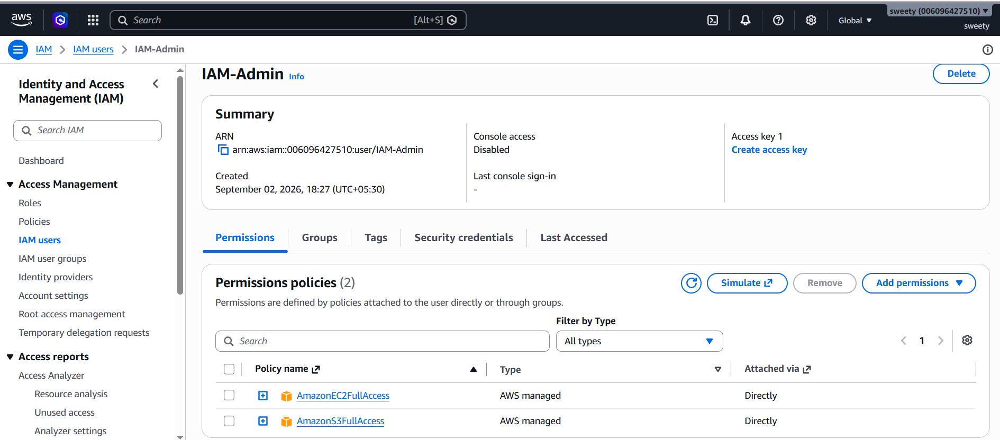 aws
Search
[Alt+S]
Global
sweety (006096427510)
sweety
IAM
IAM users
IAM-Admin
Identity and Access
Management (IAM)
Search IAM
Dashboard
Access Management
Roles
Policies
IAM users
IAM user groups
Identity providers
Account settings
Root access management
Temporary delegation requests
Access reports
Access Analyzer
Resource analysis
Unused access
Analyzer settings
IAM-Admin Info
Delete
Summary
ARN
arn:aws:iam::006096427510:user/IAM-Admin
Created
September 02, 2026, 18:27 (UTC+05:30)
Console access
Disabled
Last console sign-in
-
Access key 1
Create access key
Permissions
Groups
Tags
Security credentials
Last Accessed
Permissions policies (2)
Simulate
Remove
Add permissions
Permissions are defined by policies attached to the user directly or through groups.
Filter by Type
Search
All types
1
Policy name
Type
Attached via
AmazonEC2FullAccess
AWS managed
Directly
AmazonS3FullAccess
AWS managed
Directly